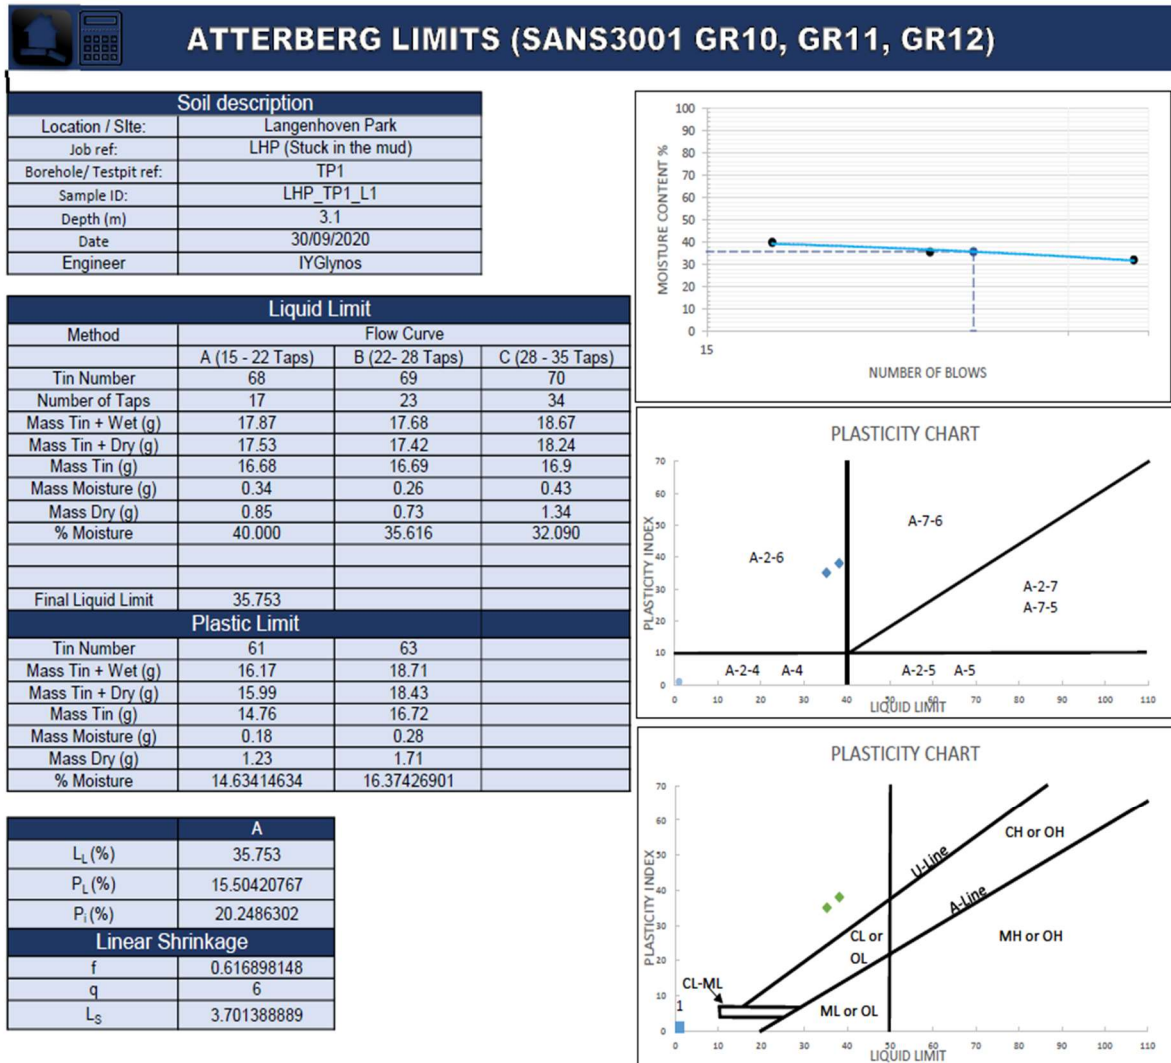 ATTERBERG LIMITS (SANS3001 GR10, GR11, GR12)
Soil description
Location / SIte: Langenhoven Park
Job ref: LHP (Stuck in the mud)
Borehole/ Testpit ref: TP1
Sample ID: LHP_TP1_L1
Depth (m) 3.1
Date 30/09/2020
Engineer IYGlynos
Liquid Limit
Method Flow Curve
A (15 - 22 Taps) B (22- 28 Taps) C (28 - 35 Taps)
Tin Number 68 69 70
Number of Taps 17 23 34
Mass Tin + Wet (g) 17.87 17.68 18.67
Mass Tin + Dry (g) 17.53 17.42 18.24
Mass Tin (g) 16.68 16.69 16.9
Mass Moisture (g) 0.34 0.26 0.43
Mass Dry (g) 0.85 0.73 1.34
% Moisture 40.000 35.616 32.090
Final Liquid Limit 35.753
Plastic Limit
Tin Number 61 63
Mass Tin + Wet (g) 16.17 18.71
Mass Tin + Dry (g) 15.99 18.43
Mass Tin (g) 14.76 16.72
Mass Moisture (g) 0.18 0.28
Mass Dry (g) 1.23 1.71
% Moisture 14.63414634 16.37426901
A
LL (%) 35.753
PL (%) 15.50420767
Pi (%) 20.2486302
Linear Shrinkage
f 0.616898148
q 6
LS 3.701388889
MOISTURE CONTENT %
100
90
80
70
60
50
40
30
20
10
0
15
NUMBER OF BLOWS
PLASTICITY CHART
PLASTICITY INDEX
70
60
50
40
30
20
10
0
A-7-6
A-2-6
A-2-7
A-7-5
A-2-4 A-4 A-2-5 A-5
0 10 20 30 40 50 60 70 80 90 100 110
LIQUID LIMIT
PLASTICITY CHART
PLASTICITY INDEX
70
60
50
40
30
20
10
0
CH or OH
U-Line
A-Line
CL or
OL
MH or OH
CL-ML
1
ML or OL
0 10 20 30 40 50 60 70 80 90 100 110
LIQUID LIMIT